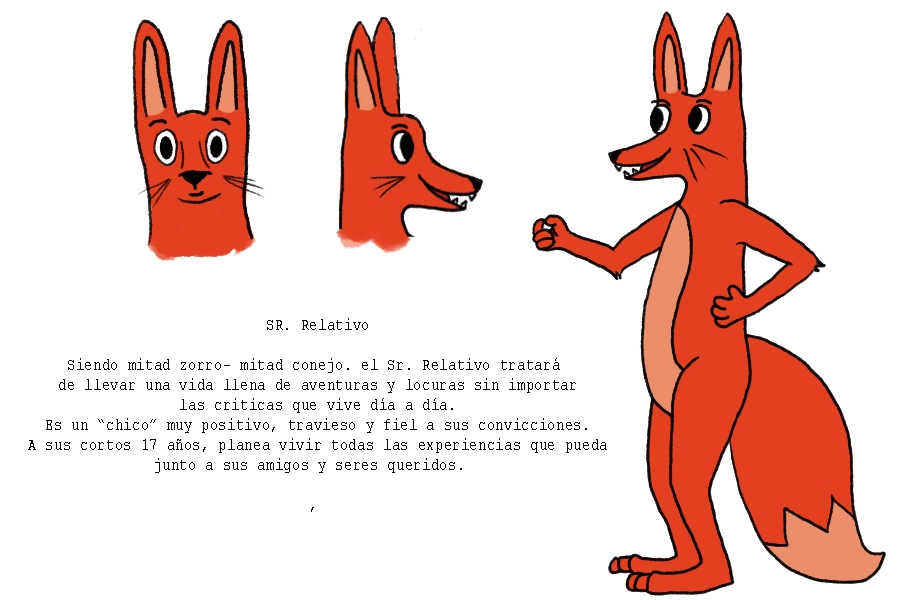 SR. Relativo
Siendo mitad zorro- mitad conejo. el Sr. Relativo tratará
de llevar una vida llena de aventuras y locuras sin importar
las criticas que vive día a día.
Es un “chico” muy positivo, travieso y fiel a sus convicciones.
A sus cortos 17 años, planea vivir todas las experiencias que pueda
junto a sus amigos y seres queridos.
,